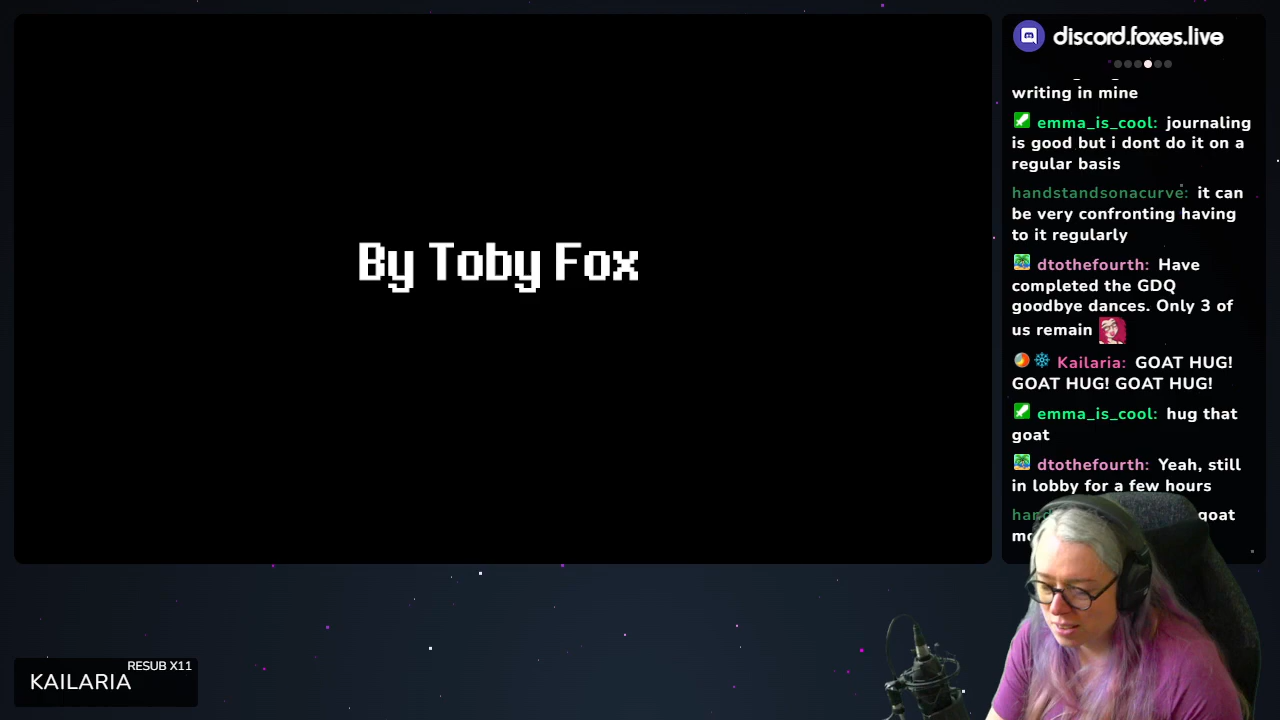 By Toby Fox
discord.foxes.live
writing in mine
emma_is_cool: journaling
is good but i dont do it on a
regular basis
handstandsonacurve: it can
be very confronting having
to it regularly
dtothefourth: Have
completed the GDQ
goodbye dances. Only 3 of
us remain
Kailaria: GOAT HUG!
GOAT HUG! GOAT HUG!
emma_is_cool: hug that
goat
dtothefourth: Yeah, still
in lobby for a few hours
goat
RESUB X11
KAILARIA